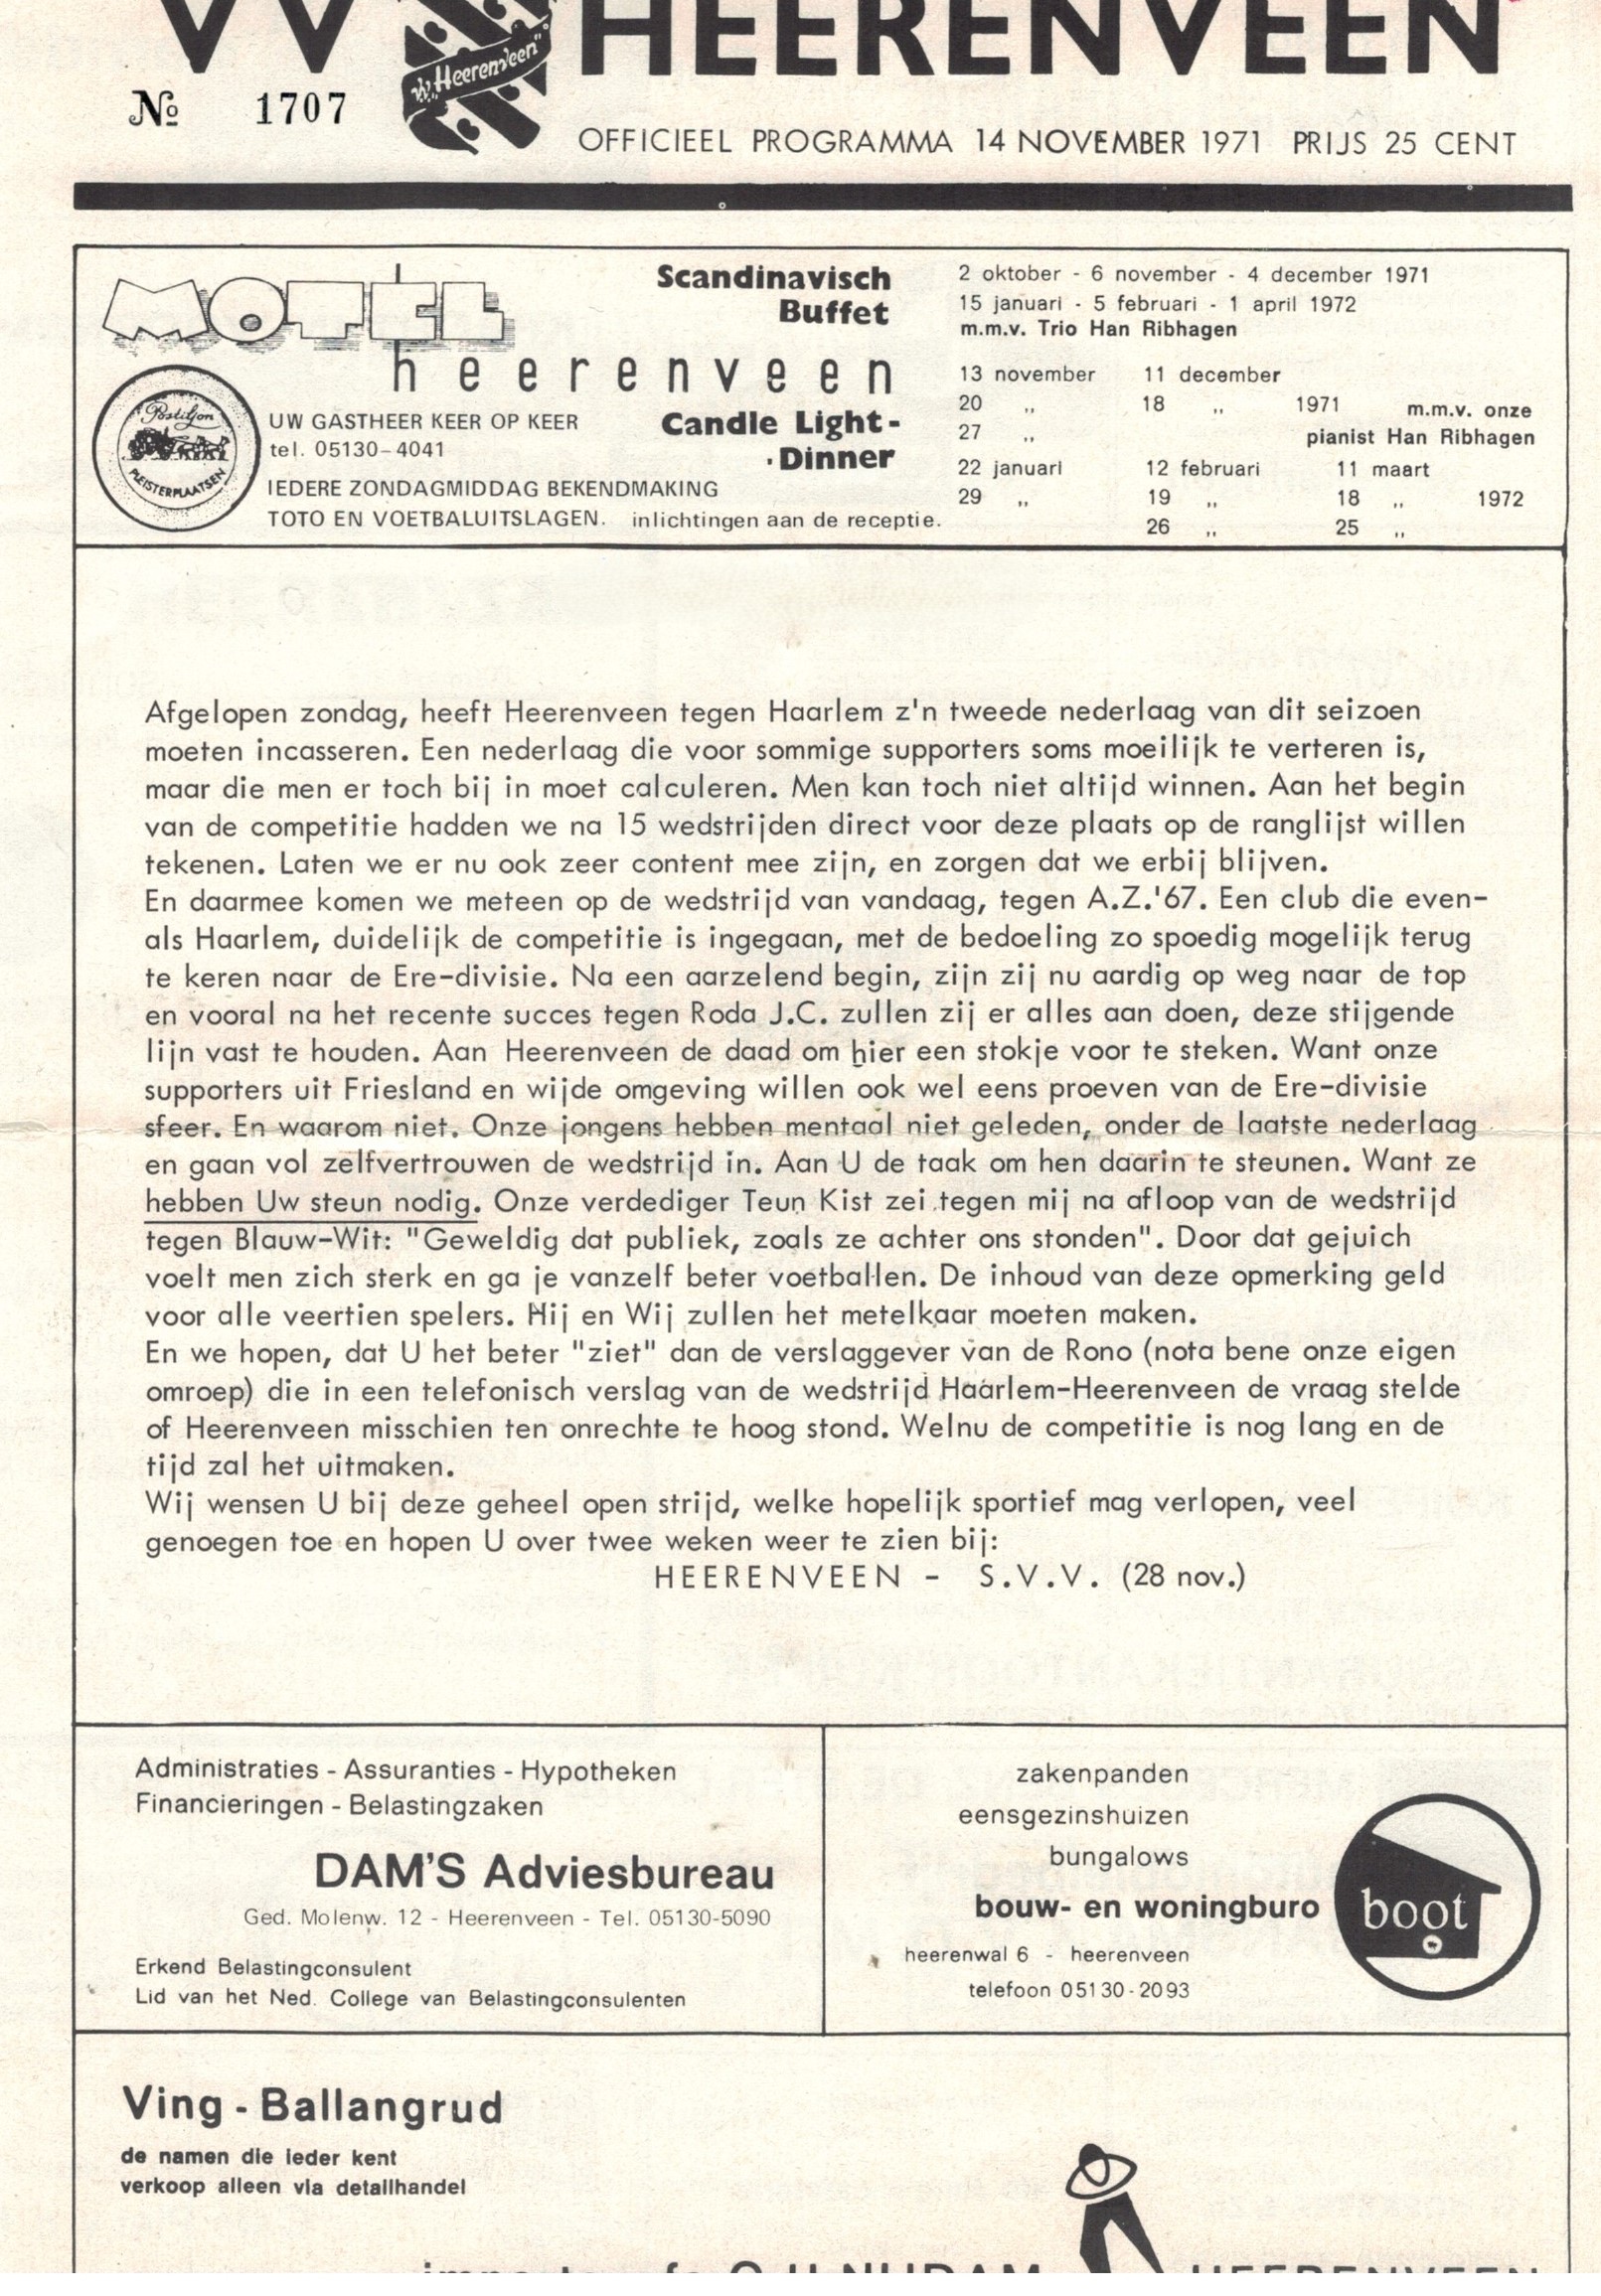 VV HEERENVEEN
v.v. „Heerenveen"
№ 1707
OFFICIEEL PROGRAMMA 14 NOVEMBER 1971 PRIJS 25 CENT
MOTEL
heerenveen
Postiljon
PLEISTERPLAATSEN
UW GASTHEER KEER OP KEER
tel. 05130-4041
IEDERE ZONDAGMIDDAG BEKENDMAKING
TOTO EN VOETBALUITSLAGEN. inlichtingen aan de receptie.
Scandinavisch
Buffet
2 oktober - 6 november - 4 december 1971
15 januari - 5 februari - 1 april 1972
m.m.v. Trio Han Ribhagen
Candle Light-
Dinner
13 november 11 december
20 „ 18 „ 1971 m.m.v. onze
27 „ pianist Han Ribhagen
22 januari 12 februari 11 maart
29 „ 19 „ 18 „ 1972
26 „ 25 „
Afgelopen zondag, heeft Heerenveen tegen Haarlem z'n tweede nederlaag van dit seizoen
moeten incasseren. Een nederlaag die voor sommige supporters soms moeilijk te verteren is,
maar die men er toch bij in moet calculeren. Men kan toch niet altijd winnen. Aan het begin
van de competitie hadden we na 15 wedstrijden direct voor deze plaats op de ranglijst willen
tekenen. Laten we er nu ook zeer content mee zijn, en zorgen dat we erbij blijven.
En daarmee komen we meteen op de wedstrijd van vandaag, tegen A.Z.'67. Een club die even-
als Haarlem, duidelijk de competitie is ingegaan, met de bedoeling zo spoedig mogelijk terug
te keren naar de Ere-divisie. Na een aarzelend begin, zijn zij nu aardig op weg naar de top
en vooral na het recente succes tegen Roda J.C. zullen zij er alles aan doen, deze stijgende
lijn vast te houden. Aan Heerenveen de daad om hier een stokje voor te steken. Want onze
supporters uit Friesland en wijde omgeving willen ook wel eens proeven van de Ere-divisie
sfeer. En waarom niet. Onze jongens hebben mentaal niet geleden, onder de laatste nederlaag
en gaan vol zelfvertrouwen de wedstrijd in. Aan U de taak om hen daarin te steunen. Want ze
hebben Uw steun nodig. Onze verdediger Teun Kist zei tegen mij na afloop van de wedstrijd
tegen Blauw-Wit: "Geweldig dat publiek, zoals ze achter ons stonden". Door dat gejuich
voelt men zich sterk en ga je vanzelf beter voetballen. De inhoud van deze opmerking geld
voor alle veertien spelers. Hij en Wij zullen het metelkaar moeten maken.
En we hopen, dat U het beter "ziet" dan de verslaggever van de Rono (nota bene onze eigen
omroep) die in een telefonisch verslag van de wedstrijd Haarlem-Heerenveen de vraag stelde
of Heerenveen misschien ten onrechte te hoog stond. Welnu de competitie is nog lang en de
tijd zal het uitmaken.
Wij wensen U bij deze geheel open strijd, welke hopelijk sportief mag verlopen, veel
genoegen toe en hopen U over twee weken weer te zien bij:
HEERENVEEN - S.V.V. (28 nov.)
Administraties - Assuranties - Hypotheken
Financieringen - Belastingzaken
DAM'S Adviesbureau
Ged. Molenw. 12 - Heerenveen - Tel. 05130-5090
Erkend Belastingconsulent
Lid van het Ned. College van Belastingconsulenten
zakenpanden
eensgezinshuizen
bungalows
bouw- en woningburo
boot
heerenwal 6 - heerenveen
telefoon 05130-2093
Ving - Ballangrud
de namen die ieder kent
verkoop alleen via detailhandel
HEERENVEEN